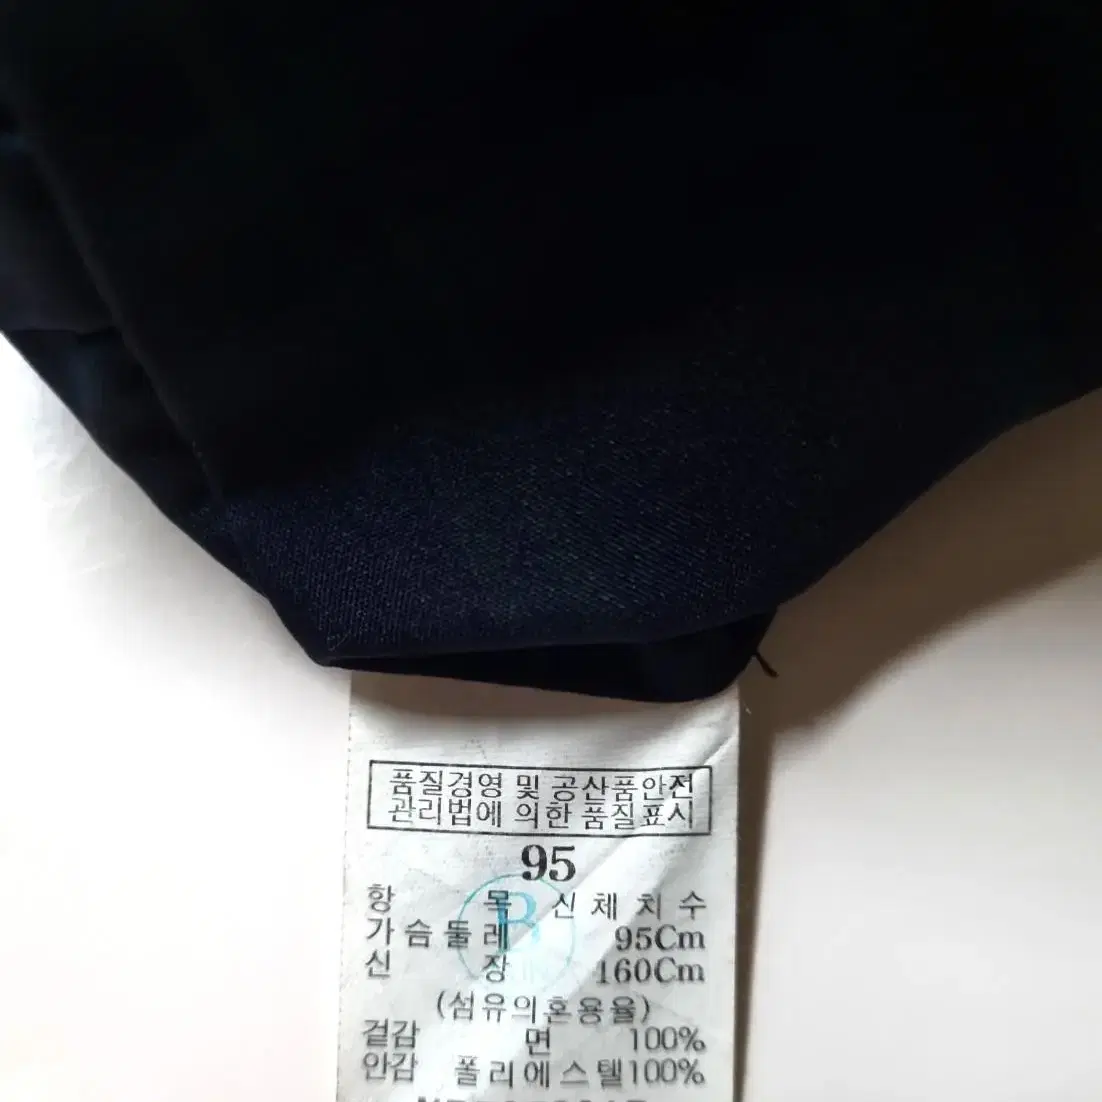 품질경영 및 공산품안전
관리법에 의한 품질표시
95
항 목 신체치수
가슴둘레 95Cm
신 장 160Cm
(섬유의혼용율)
겉감 면 100%
안감 폴리에스텔100%